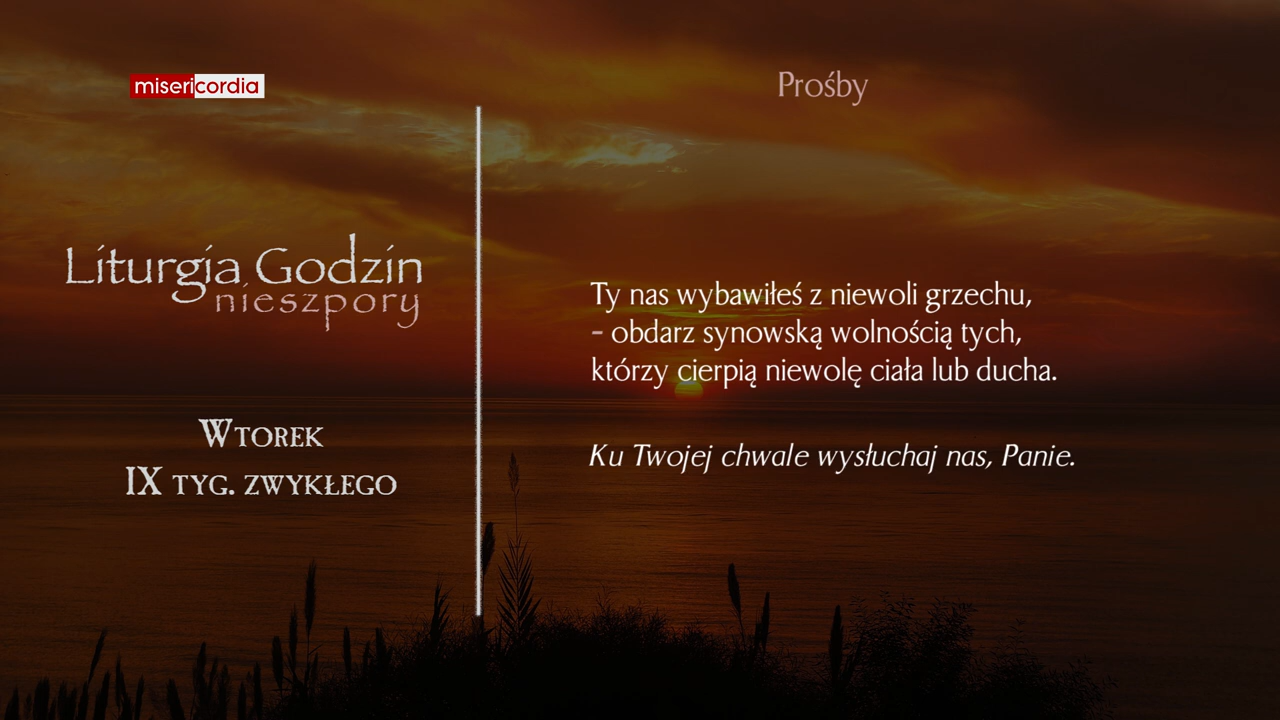 misericordia
Liturgia Godzin
nieszpory
Wtorek
IX tyg. zwykłego
Prośby
Ty nas wybawiłeś z niewoli grzechu,
- obdarz synowską wolnością tych,
którzy cierpią niewolę ciała lub ducha.
Ku Twojej chwale wysłuchaj nas, Panie.